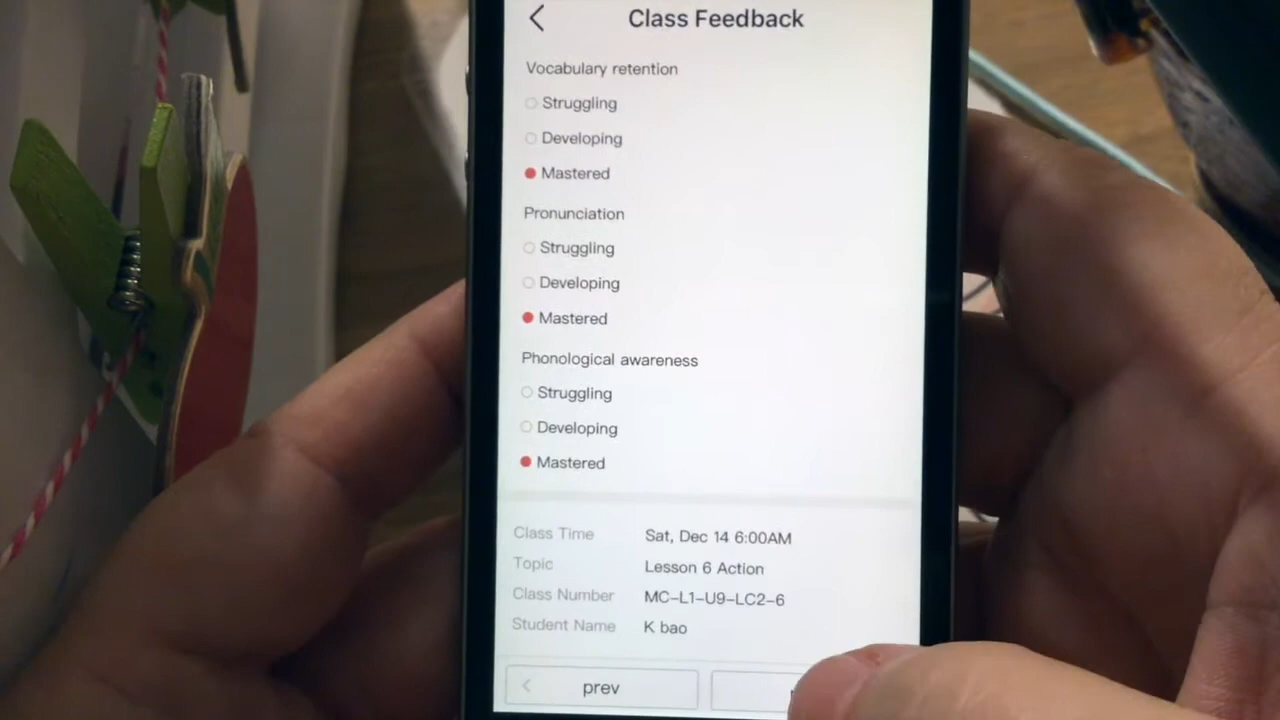 Class Feedback
Vocabulary retention
Struggling
Developing
Mastered
Pronunciation
Struggling
Developing
Mastered
Phonological awareness
Struggling
Developing
Mastered
Class Time Sat, Dec 14 6:00AM
Topic Lesson 6 Action
Class Number MC-L1-U9-LC2-6
Student Name K bao
prev